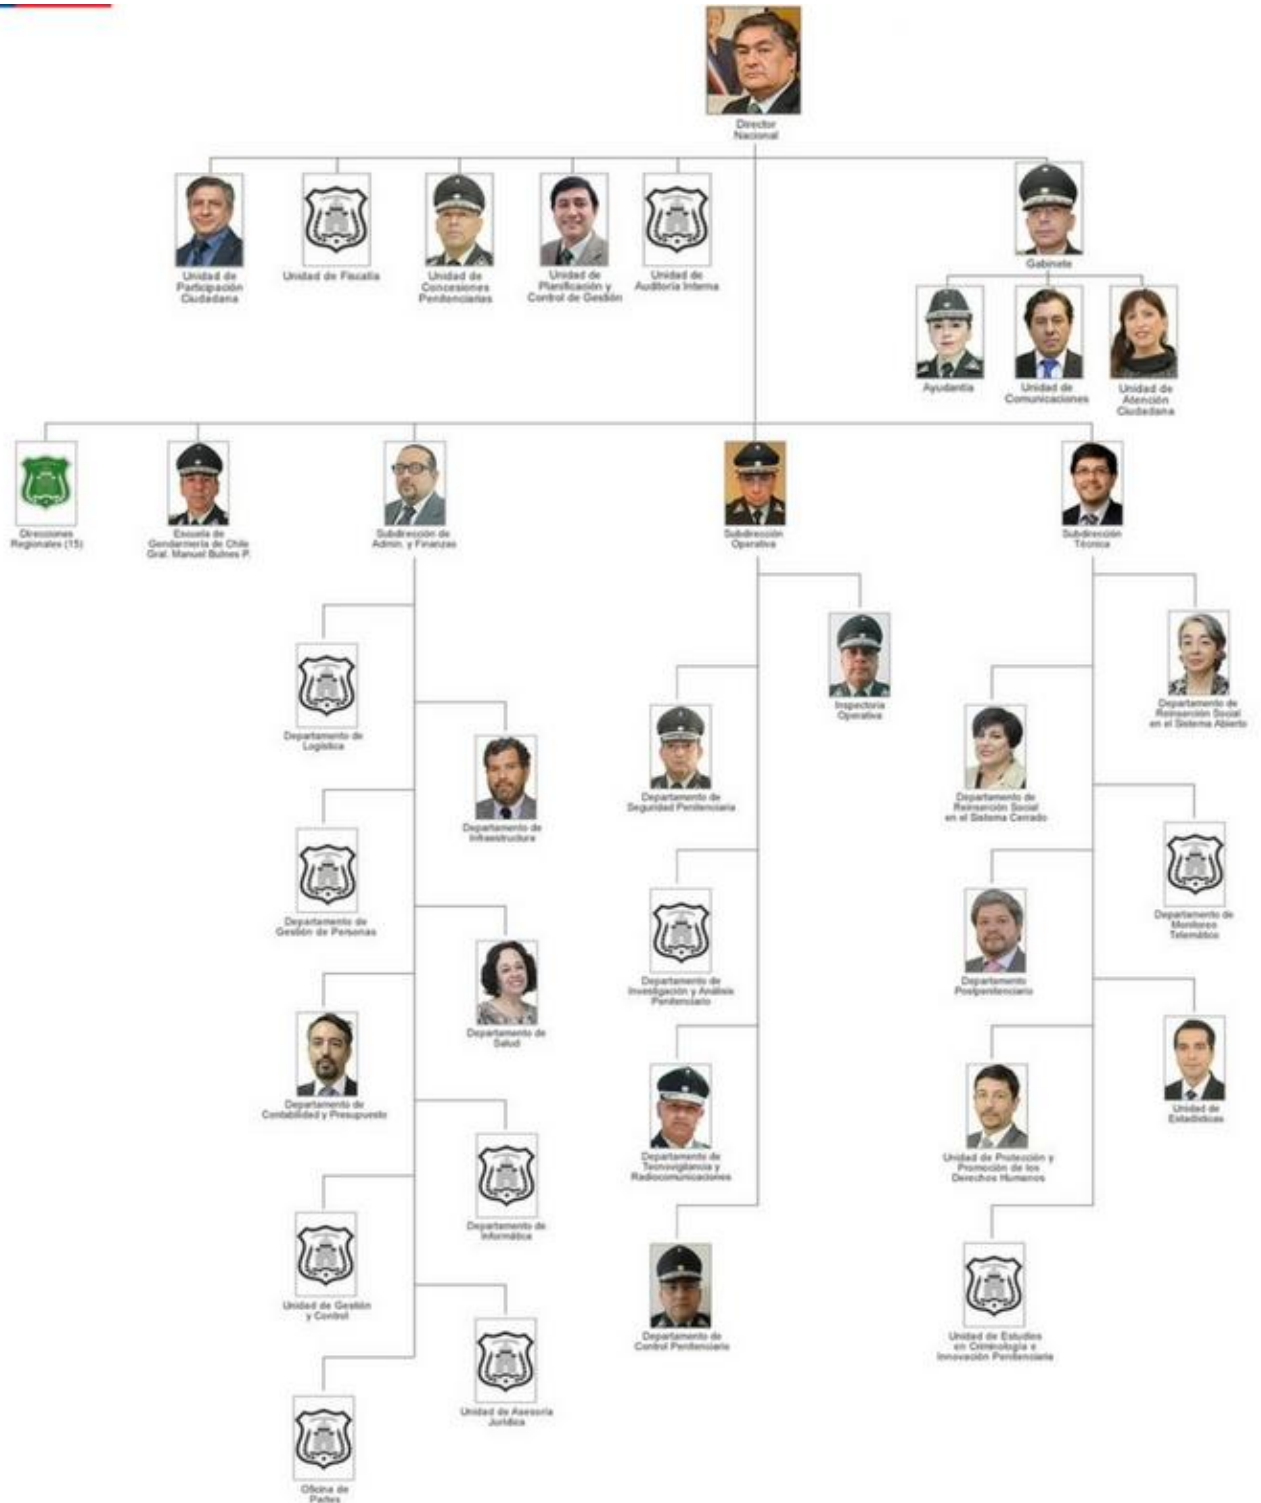 Director
Nacional
Unidad de
Participación
Ciudadana
Unidad de Fiscalía
Unidad de
Concesiones
Penitenciarias
Unidad de
Planificación y
Control de Gestión
Unidad de
Auditoría Interna
Gabinete
Ayudantía
Unidad de
Comunicaciones
Unidad de
Atención
Ciudadana
Direcciones
Regionales (15)
Escuela de
Gendarmería de Chile
Gral. Manuel Bulnes P.
Subdirección de
Admin. y Finanzas
Subdirección
Operativa
Subdirección
Técnica
Departamento de
Logística
Departamento de
Infraestructura
Departamento de
Gestión de Personas
Departamento de
Salud
Departamento de
Contabilidad y Presupuesto
Departamento de
Informática
Unidad de Gestión
y Control
Unidad de Asesoría
Jurídica
Oficina de
Partes
Inspectoría
Operativa
Departamento de
Seguridad Penitenciaria
Departamento de
Investigación y Análisis
Penitenciario
Departamento de
Tecnovigilancia y
Radiocomunicaciones
Departamento de
Control Penitenciario
Departamento de
Reinserción Social
en el Sistema Abierto
Departamento de
Reinserción Social
en el Sistema Cerrado
Departamento de
Monitoreo
Telemático
Departamento
Postpenitenciario
Unidad de
Estadísticas
Unidad de Protección y
Promoción de los
Derechos Humanos
Unidad de Estudios
en Criminología e
Innovación Penitenciaria